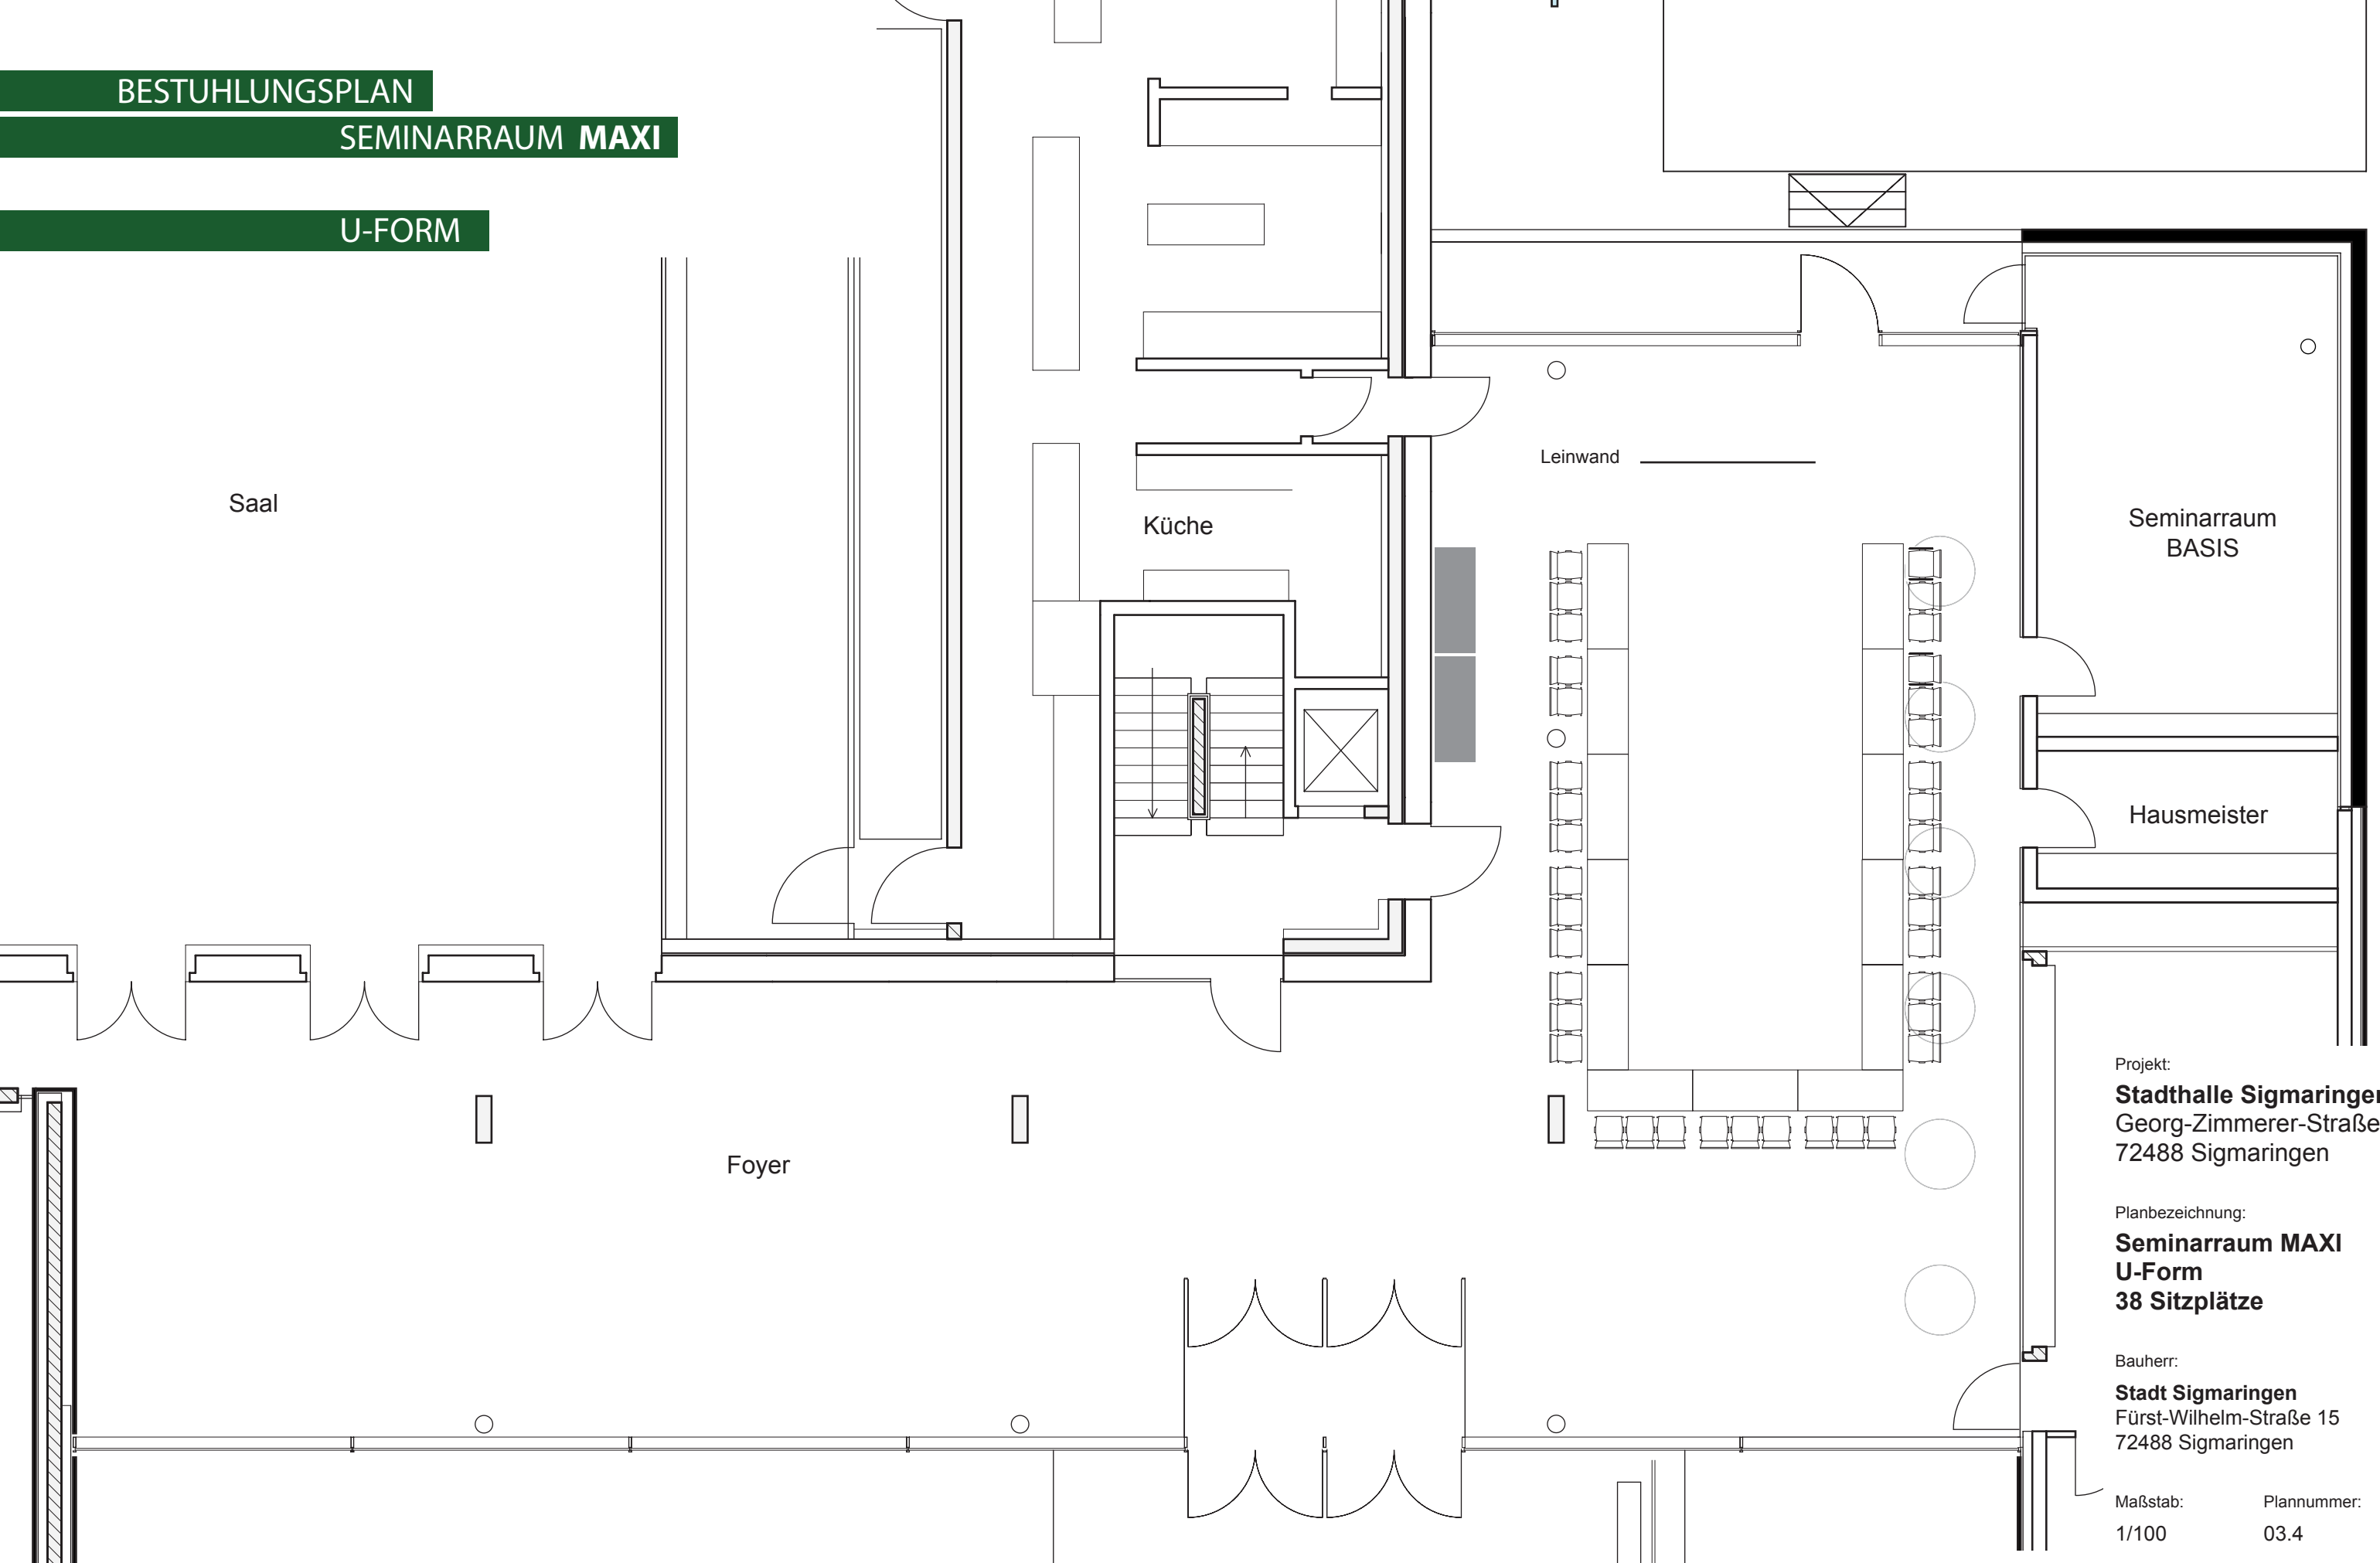 BESTUHLUNGSPLAN
SEMINARRAUM MAXI
U-FORM
Saal
Küche
Leinwand
Seminarraum
BASIS
Hausmeister
Foyer
Projekt:
Stadthalle Sigmaringen
Georg-Zimmerer-Straße
72488 Sigmaringen
Planbezeichnung:
Seminarraum MAXI
U-Form
38 Sitzplätze
Bauherr:
Stadt Sigmaringen
Fürst-Wilhelm-Straße 15
72488 Sigmaringen
Maßstab: Plannummer:
1/100 03.4